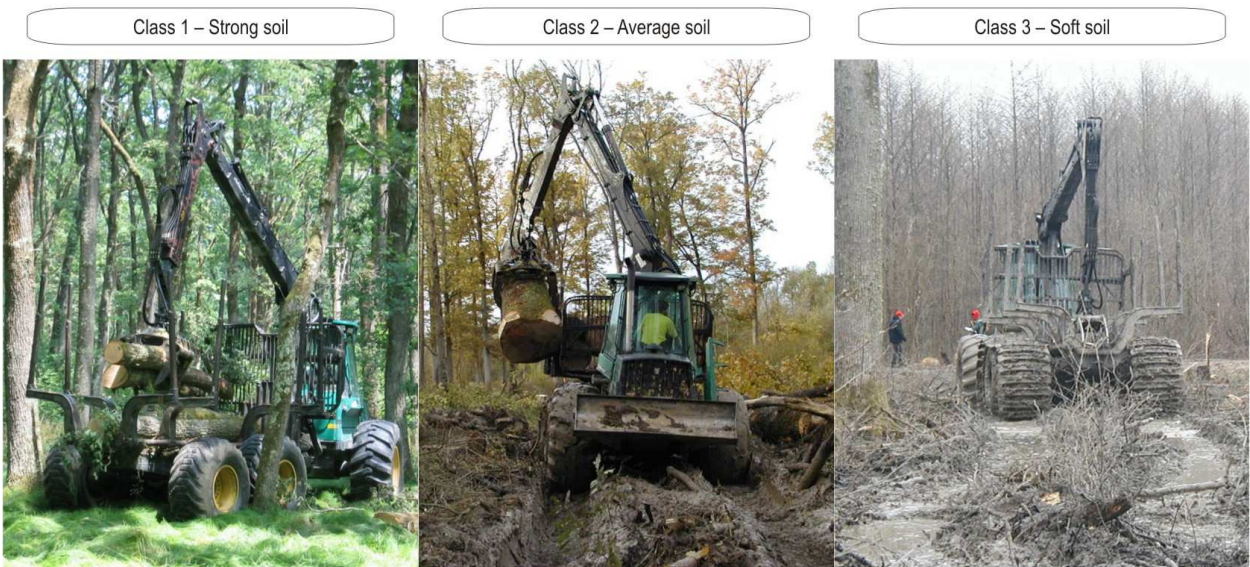 Class 1 – Strong soil
Class 2 – Average soil
Class 3 – Soft soil